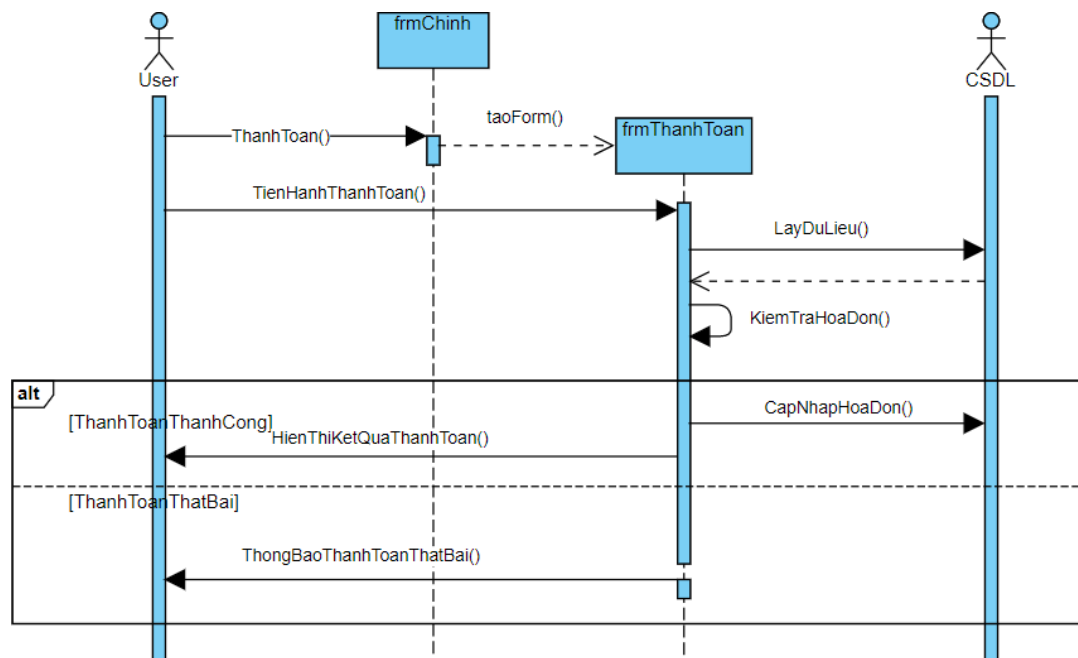 frmChinh
User
CSDL
taoForm()
frmThanhToan
ThanhToan()
TienHanhThanhToan()
LayDuLieu()
KiemTraHoaDon()
alt
[ThanhToanThanhCong]
CapNhapHoaDon()
HienThiKetQuaThanhToan()
[ThanhToanThatBai]
ThongBaoThanhToanThatBai()